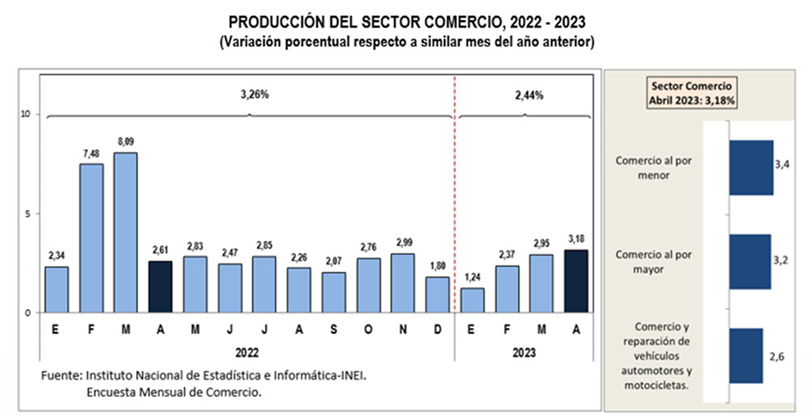 PRODUCCIÓN DEL SECTOR COMERCIO, 2022 - 2023
(Variación porcentual respecto a similar mes del año anterior)
3,26%
2,44%
10
5
0
2,34
7,48
8,09
2,61
2,83
2,47
2,85
2,26
2,07
2,76
2,99
1,80
1,24
2,37
2,95
3,18
E F M A M J J A S O N D E F M A
2022
2023
Fuente: Instituto Nacional de Estadística e Informática-INEI.
Encuesta Mensual de Comercio.
Sector Comercio
Abril 2023: 3,18%
Comercio al por
menor
3,4
Comercio al por
mayor
3,2
Comercio y
reparación de
vehículos
automotores y
motocicletas.
2,6